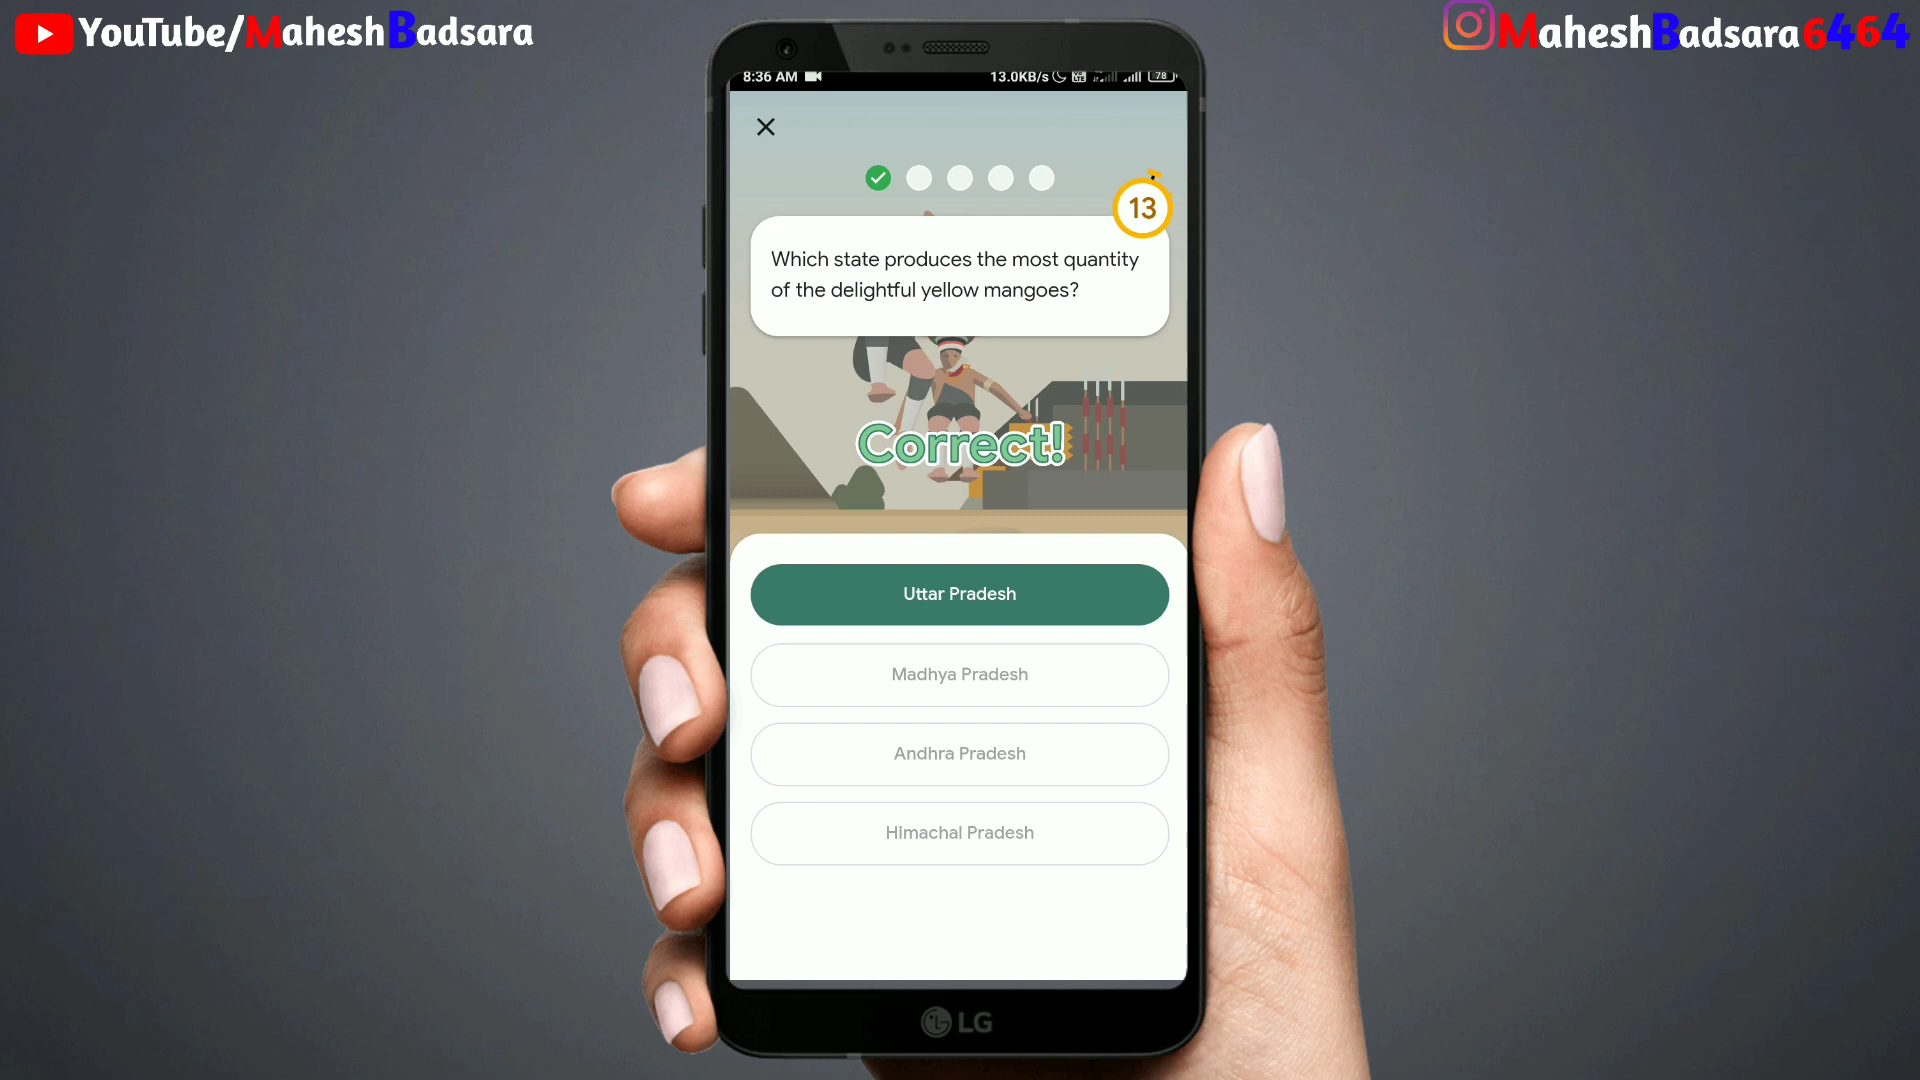 YouTube/MaheshBadsara
MaheshBadsara6464
8:36 AM
13.0KB/s
78
13
Which state produces the most quantity
of the delightful yellow mangoes?
Correct!
Uttar Pradesh
Madhya Pradesh
Andhra Pradesh
Himachal Pradesh
LG